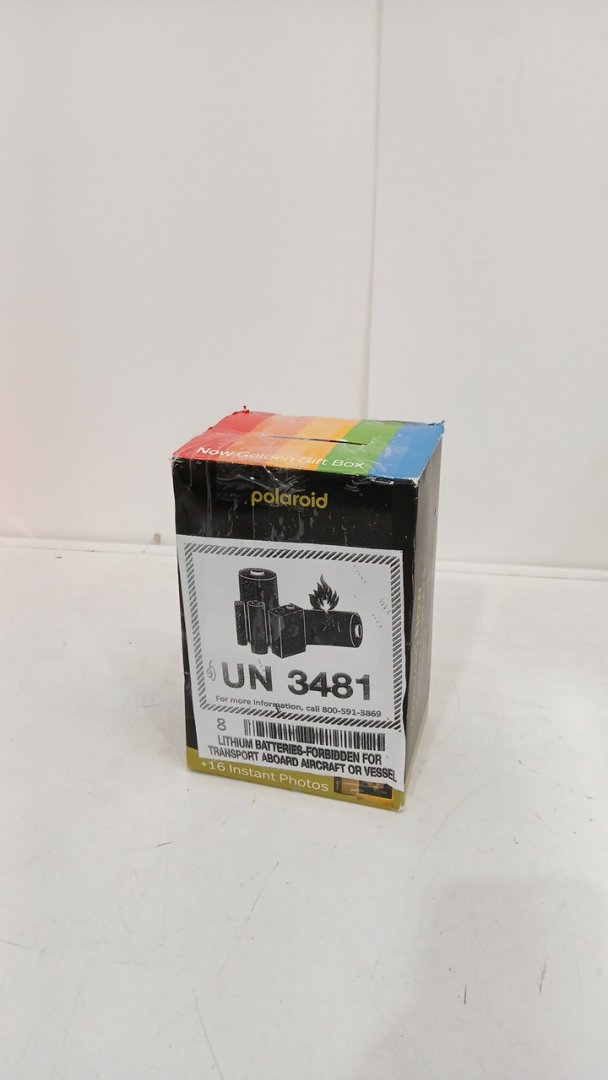 Now Golden Gift Box
polaroid
UN 3481
For more information, call 800-591-3869
8
LITHIUM BATTERIES-FORBIDDEN FOR
TRANSPORT ABOARD AIRCRAFT OR VESSEL
+16 Instant Photos